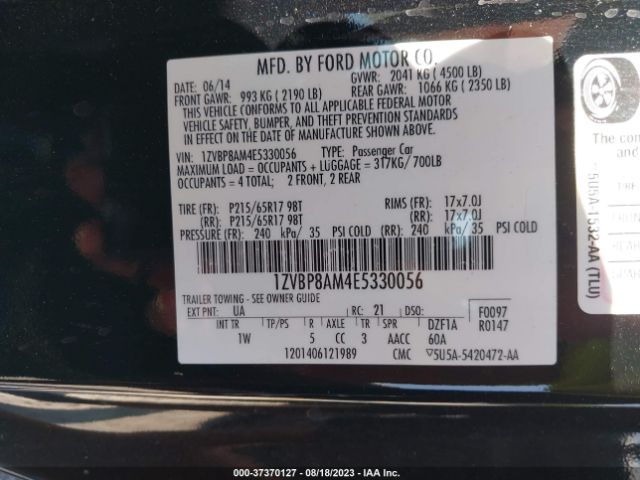 MFD. BY FORD MOTOR CO.
DATE: 06/14
GVWR: 2041 KG ( 4500 LB)
FRONT GAWR: 993 KG ( 2190 LB)
REAR GAWR: 1066 KG ( 2350 LB)
THIS VEHICLE CONFORMS TO ALL APPLICABLE FEDERAL MOTOR
VEHICLE SAFETY, BUMPER, AND THEFT PREVENTION STANDARDS
IN EFFECT ON THE DATE OF MANUFACTURE SHOWN ABOVE.
VIN: 1ZVBP8AM4E5330056 TYPE: Passenger Car
MAXIMUM LOAD = OCCUPANTS + LUGGAGE = 317KG/ 700LB
OCCUPANTS = 4 TOTAL; 2 FRONT, 2 REAR
TIRE (FR): P215/65R17 98T RIMS (FR): 17x7.0J
(RR): P215/65R17 98T (RR): 17x7.0J
PRESSURE (FR): 240 kPa/ 35 PSI COLD (RR): 240 kPa/ 35 PSI COLD
1ZVBP8AM4E5330056
TRAILER TOWING - SEE OWNER GUIDE
EXT PNT: UA RC: 21 DSO:
F0097
R0147
INT TR TP/PS R AXLE TR SPR DZF1A
1W 5 CC 3 AACC 60A
1201406121989 CMC ▽5U5A-5420472-AA
The con
5U5A-1532-AA (TLU)
000-37370127 - 08/18/2023 - IAAI